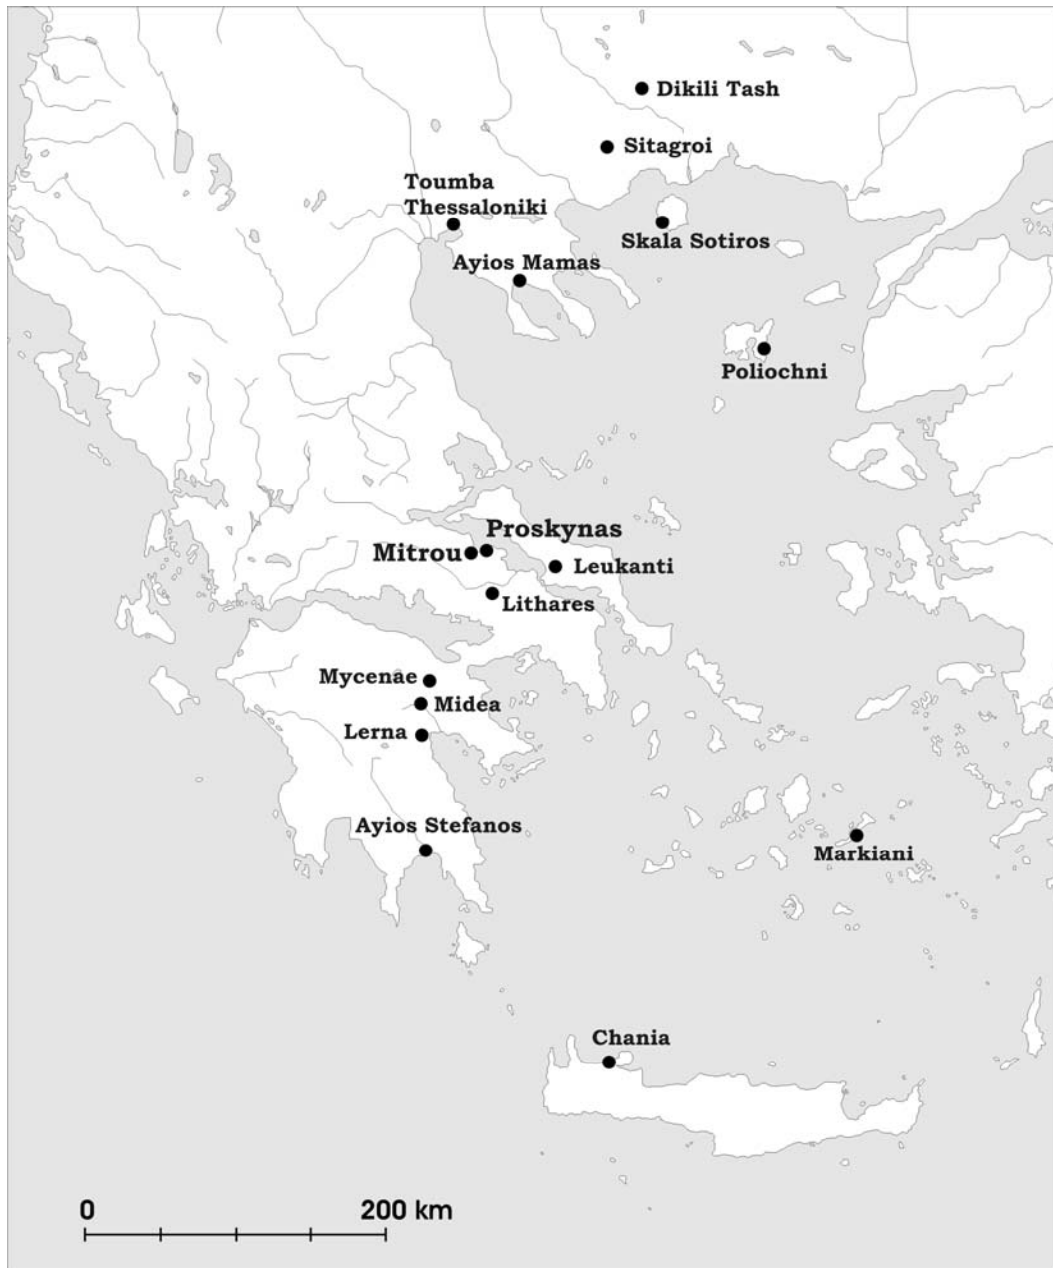 Dikili Tash
Sitagroi
Toumba
Thessaloniki
Skala Sotiros
Ayios Mamas
Poliochni
Proskynas
Mitrou
Leukanti
Lithares
Mycenae
Midea
Lerna
Ayios Stefanos
Markiani
Chania
0 200 km